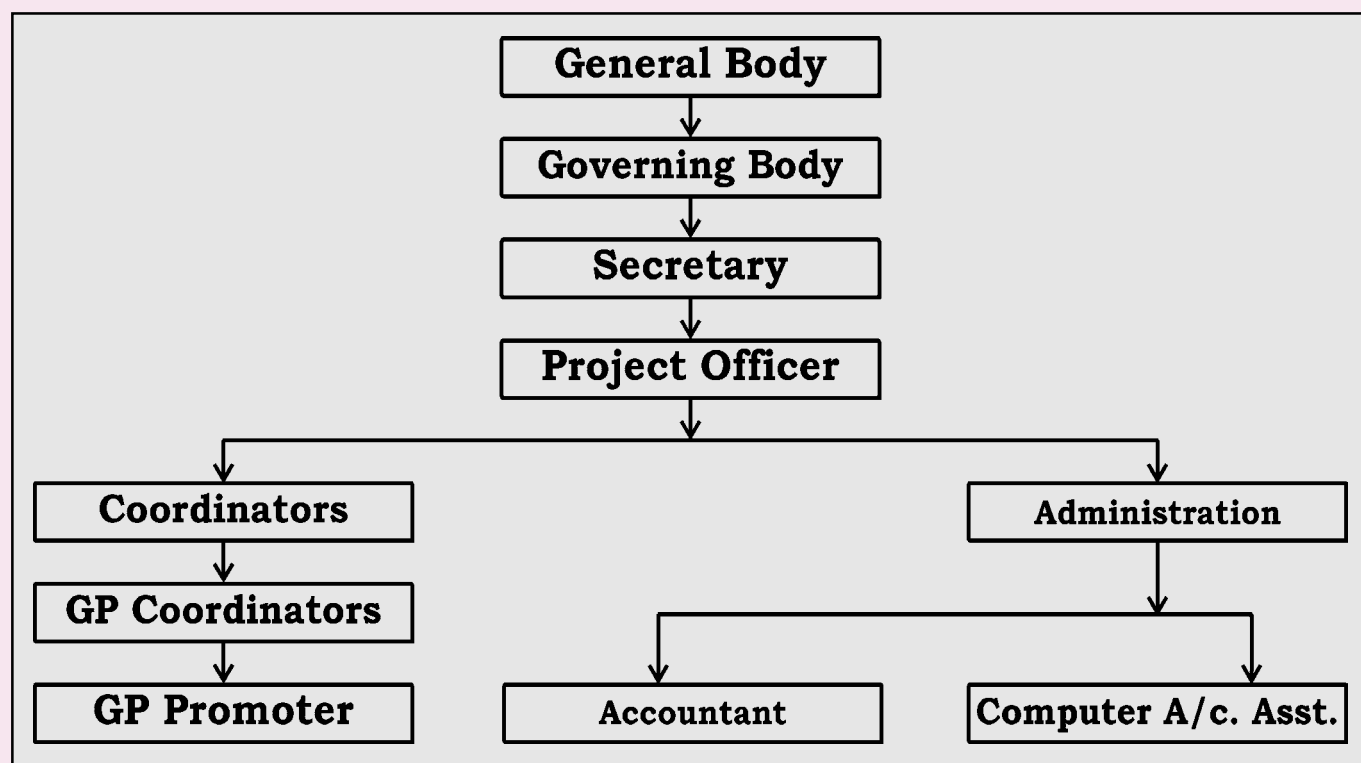 General Body
Governing Body
Secretary
Project Officer
Coordinators
Administration
GP Coordinators
GP Promoter
Accountant
Computer A/c. Asst.